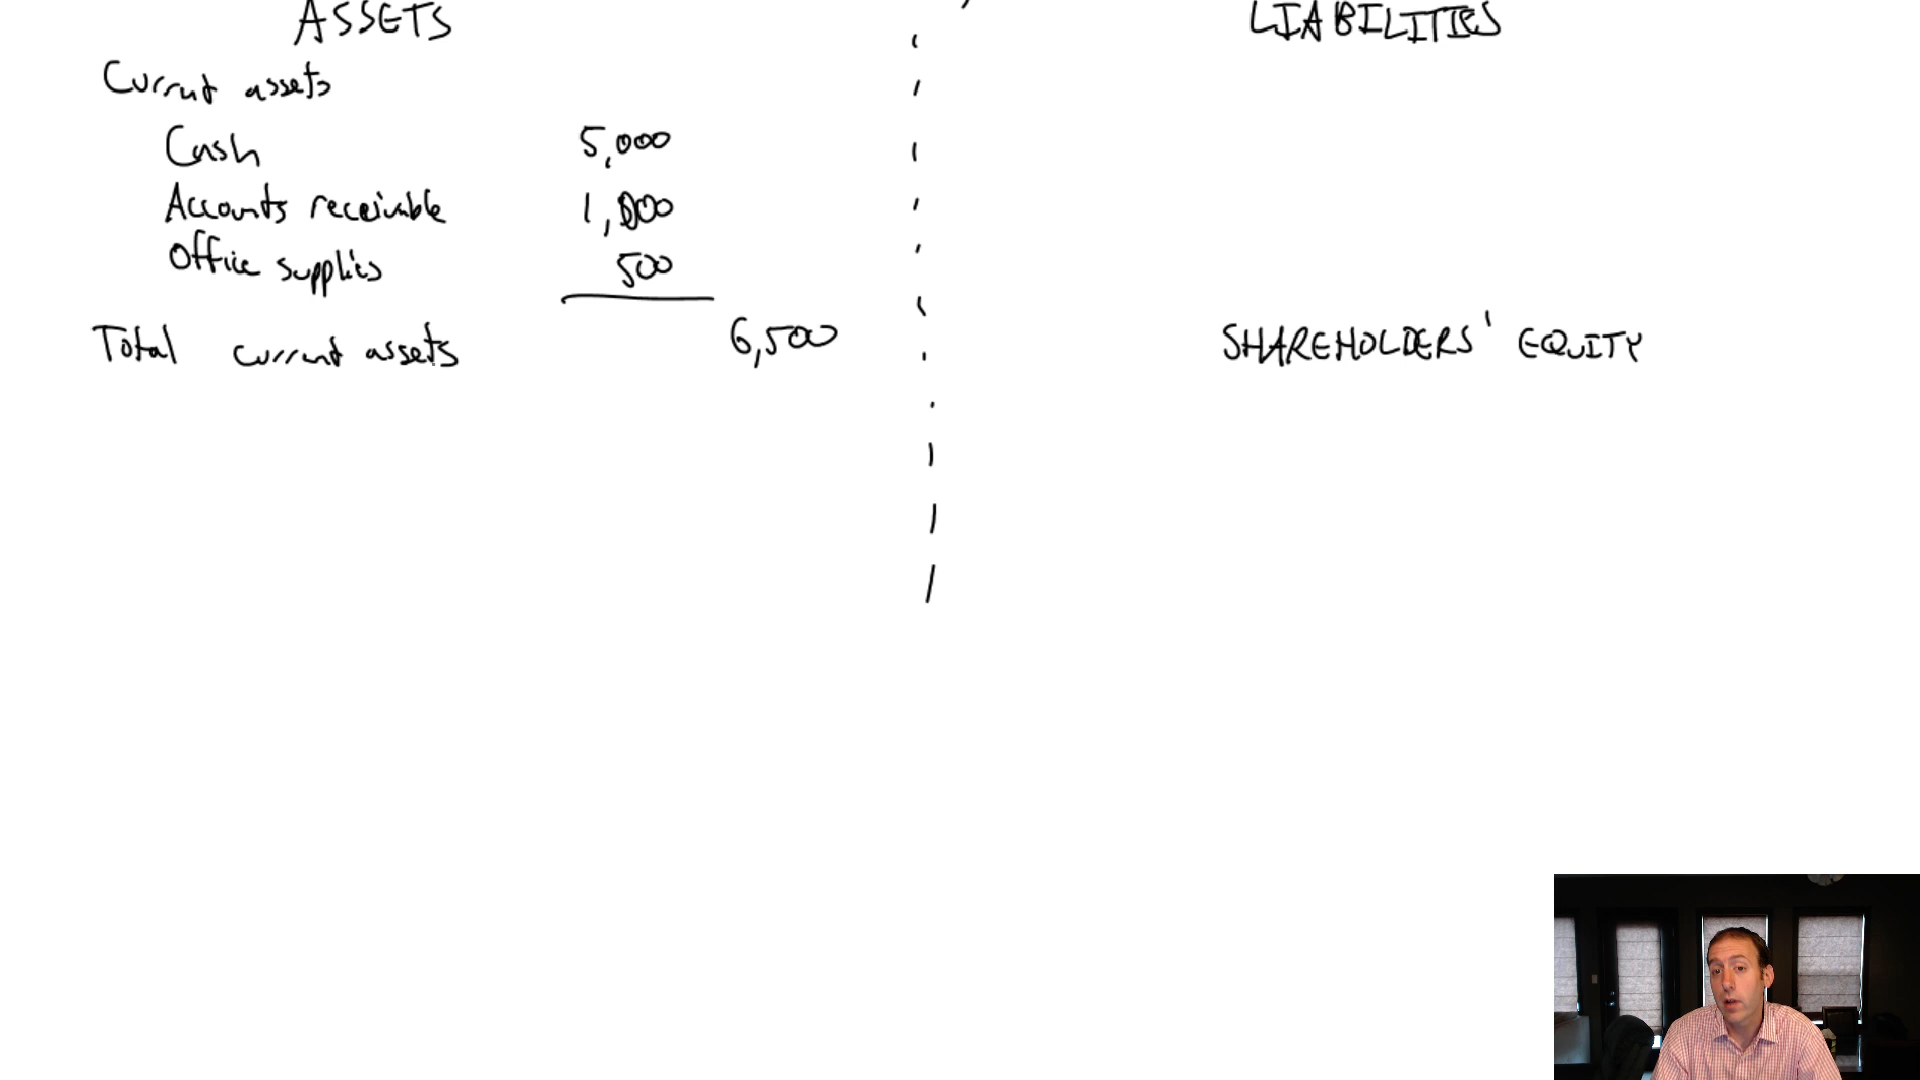 ASSETS
Current assets
Cash 5,000
Accounts receivable 1,000
Office supplies 500
Total current assets 6,500
LIABILITIES
SHAREHOLDERS' EQUITY